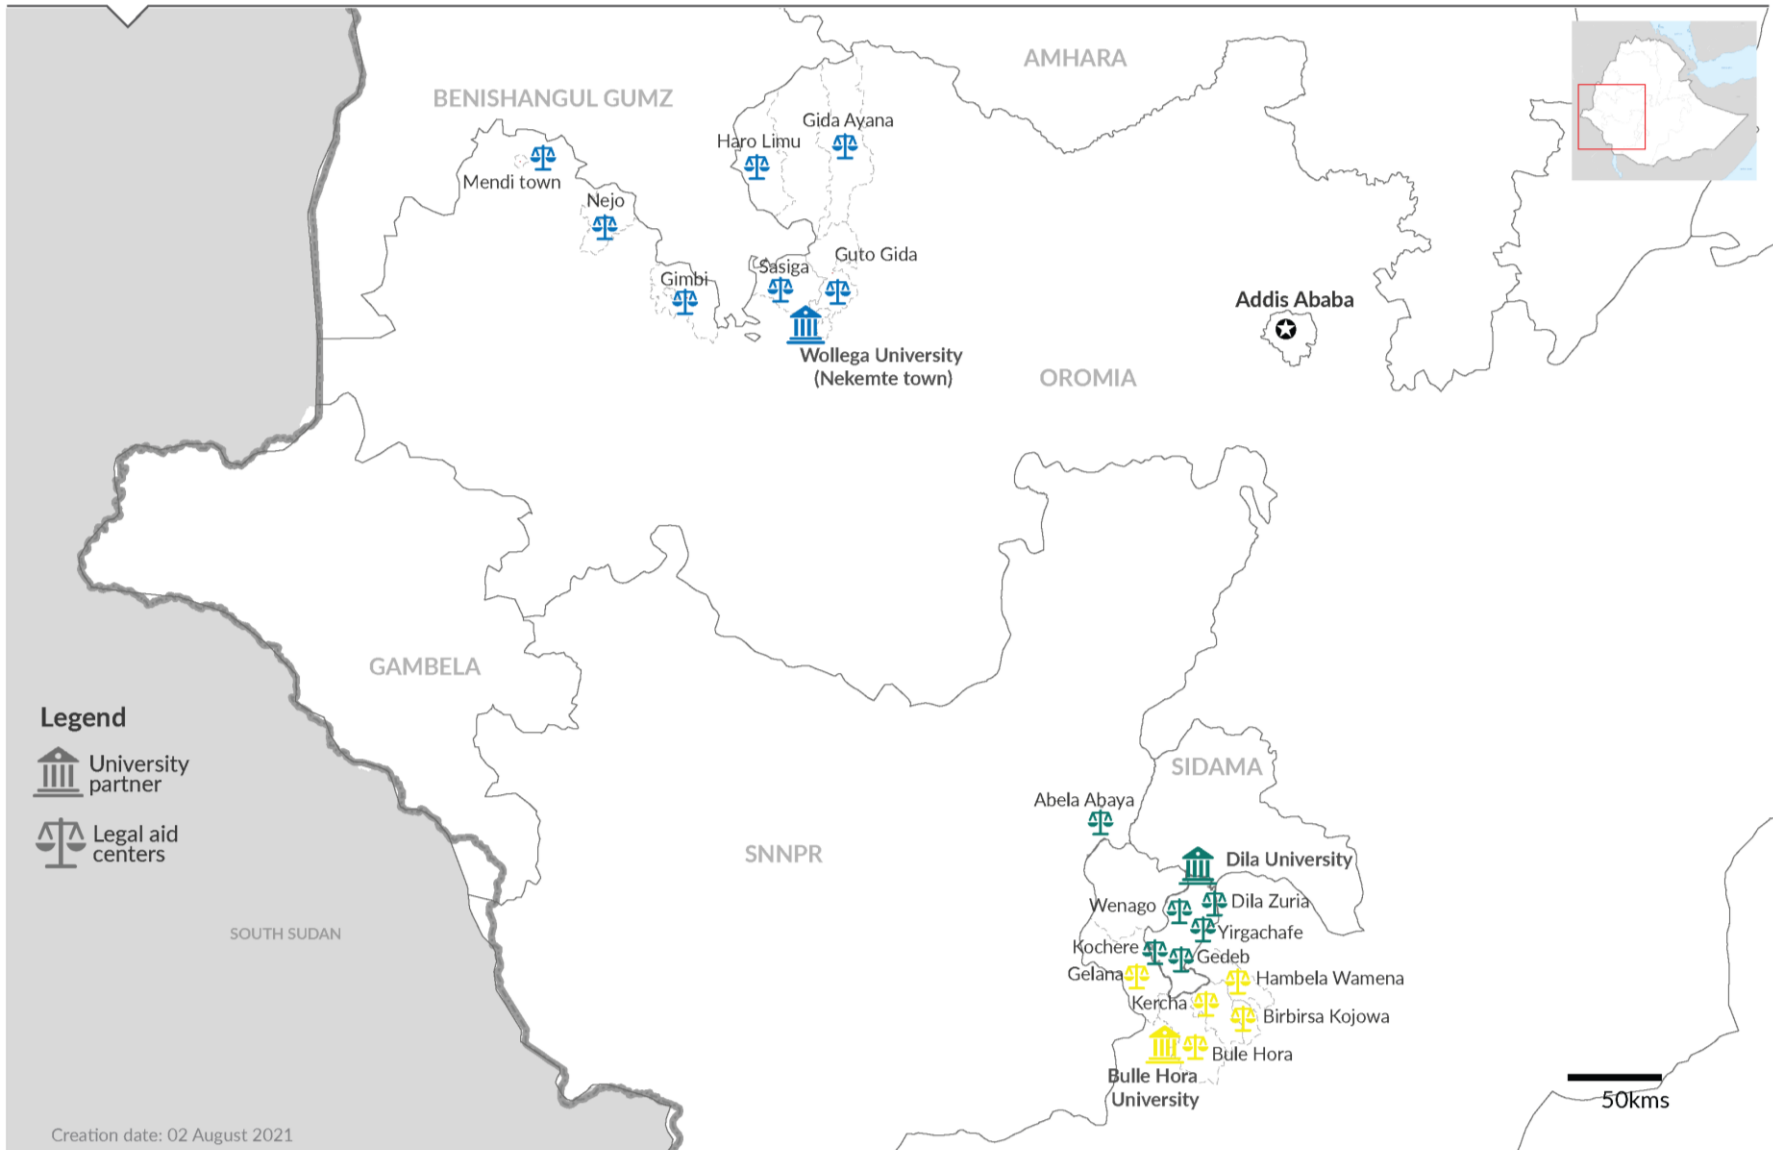 AMHARA
BENISHANGUL GUMZ
Gida Ayana
Haro Limu
Mendi town
Nejo
Guto Gida
Sasiga
Gimbi
Addis Ababa
Wollega University
(Nekemte town)
OROMIA
GAMBELA
Legend
University
partner
Legal aid
centers
SIDAMA
Abela Abaya
SNNPR
Dila University
Wenago
Dila Zuria
Yirgachafe
Kochere
Gedeb
Gelana
Hambela Wamena
Kercha
Birbirsa Kojowa
Bule Hora
Bulle Hora
University
SOUTH SUDAN
50kms
Creation date: 02 August 2021